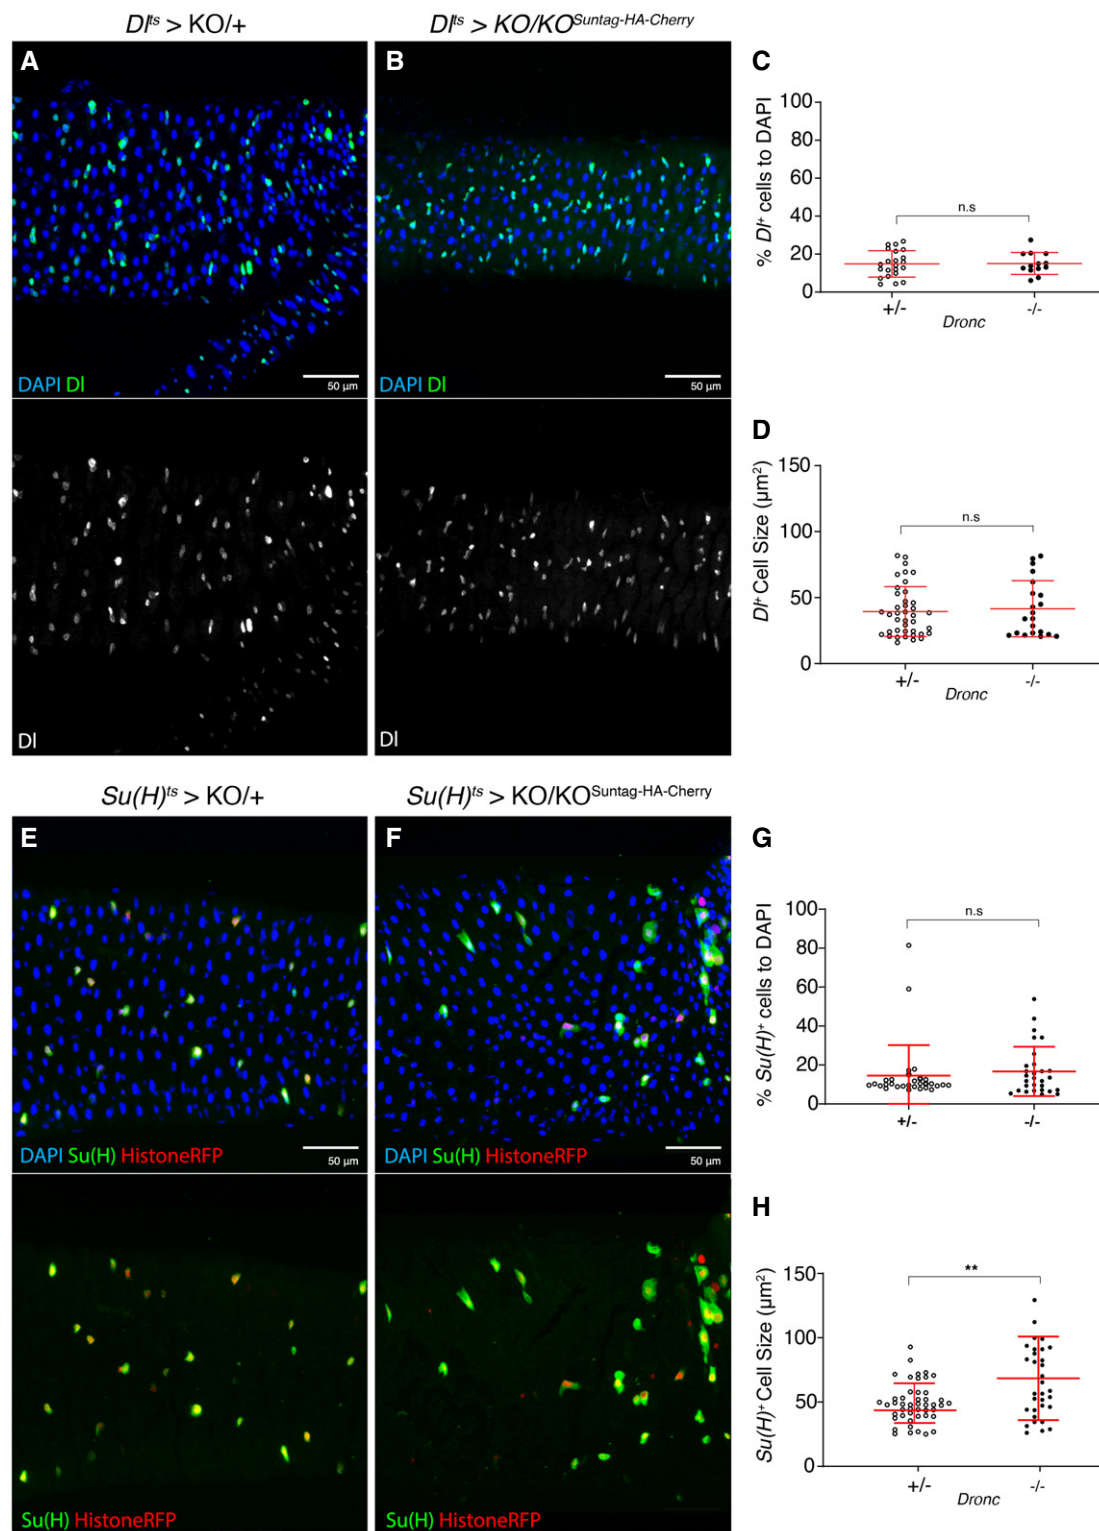 Dlᵗˢ > KO/+
Dlᵗˢ > KO/KO^Suntag-HA-Cherry
A
B
DAPI Dl
50 µm
DAPI Dl
50 µm
Dl
Dl
C
% Dl⁺ cells to DAPI
100
80
60
40
20
0
n.s
+/-
-/-
Dronc
D
Dl⁺ Cell Size (µm²)
150
100
50
0
n.s
+/-
-/-
Dronc
Su(H)ᵗˢ > KO/+
Su(H)ᵗˢ > KO/KO^Suntag-HA-Cherry
E
F
DAPI Su(H) HistoneRFP
50 µm
DAPI Su(H) HistoneRFP
50 µm
Su(H) HistoneRFP
Su(H) HistoneRFP
G
% Su(H)⁺ cells to DAPI
100
80
60
40
20
0
n.s
+/-
-/-
H
Su(H)⁺ Cell Size (µm²)
150
100
50
0
**
+/-
-/-
Dronc